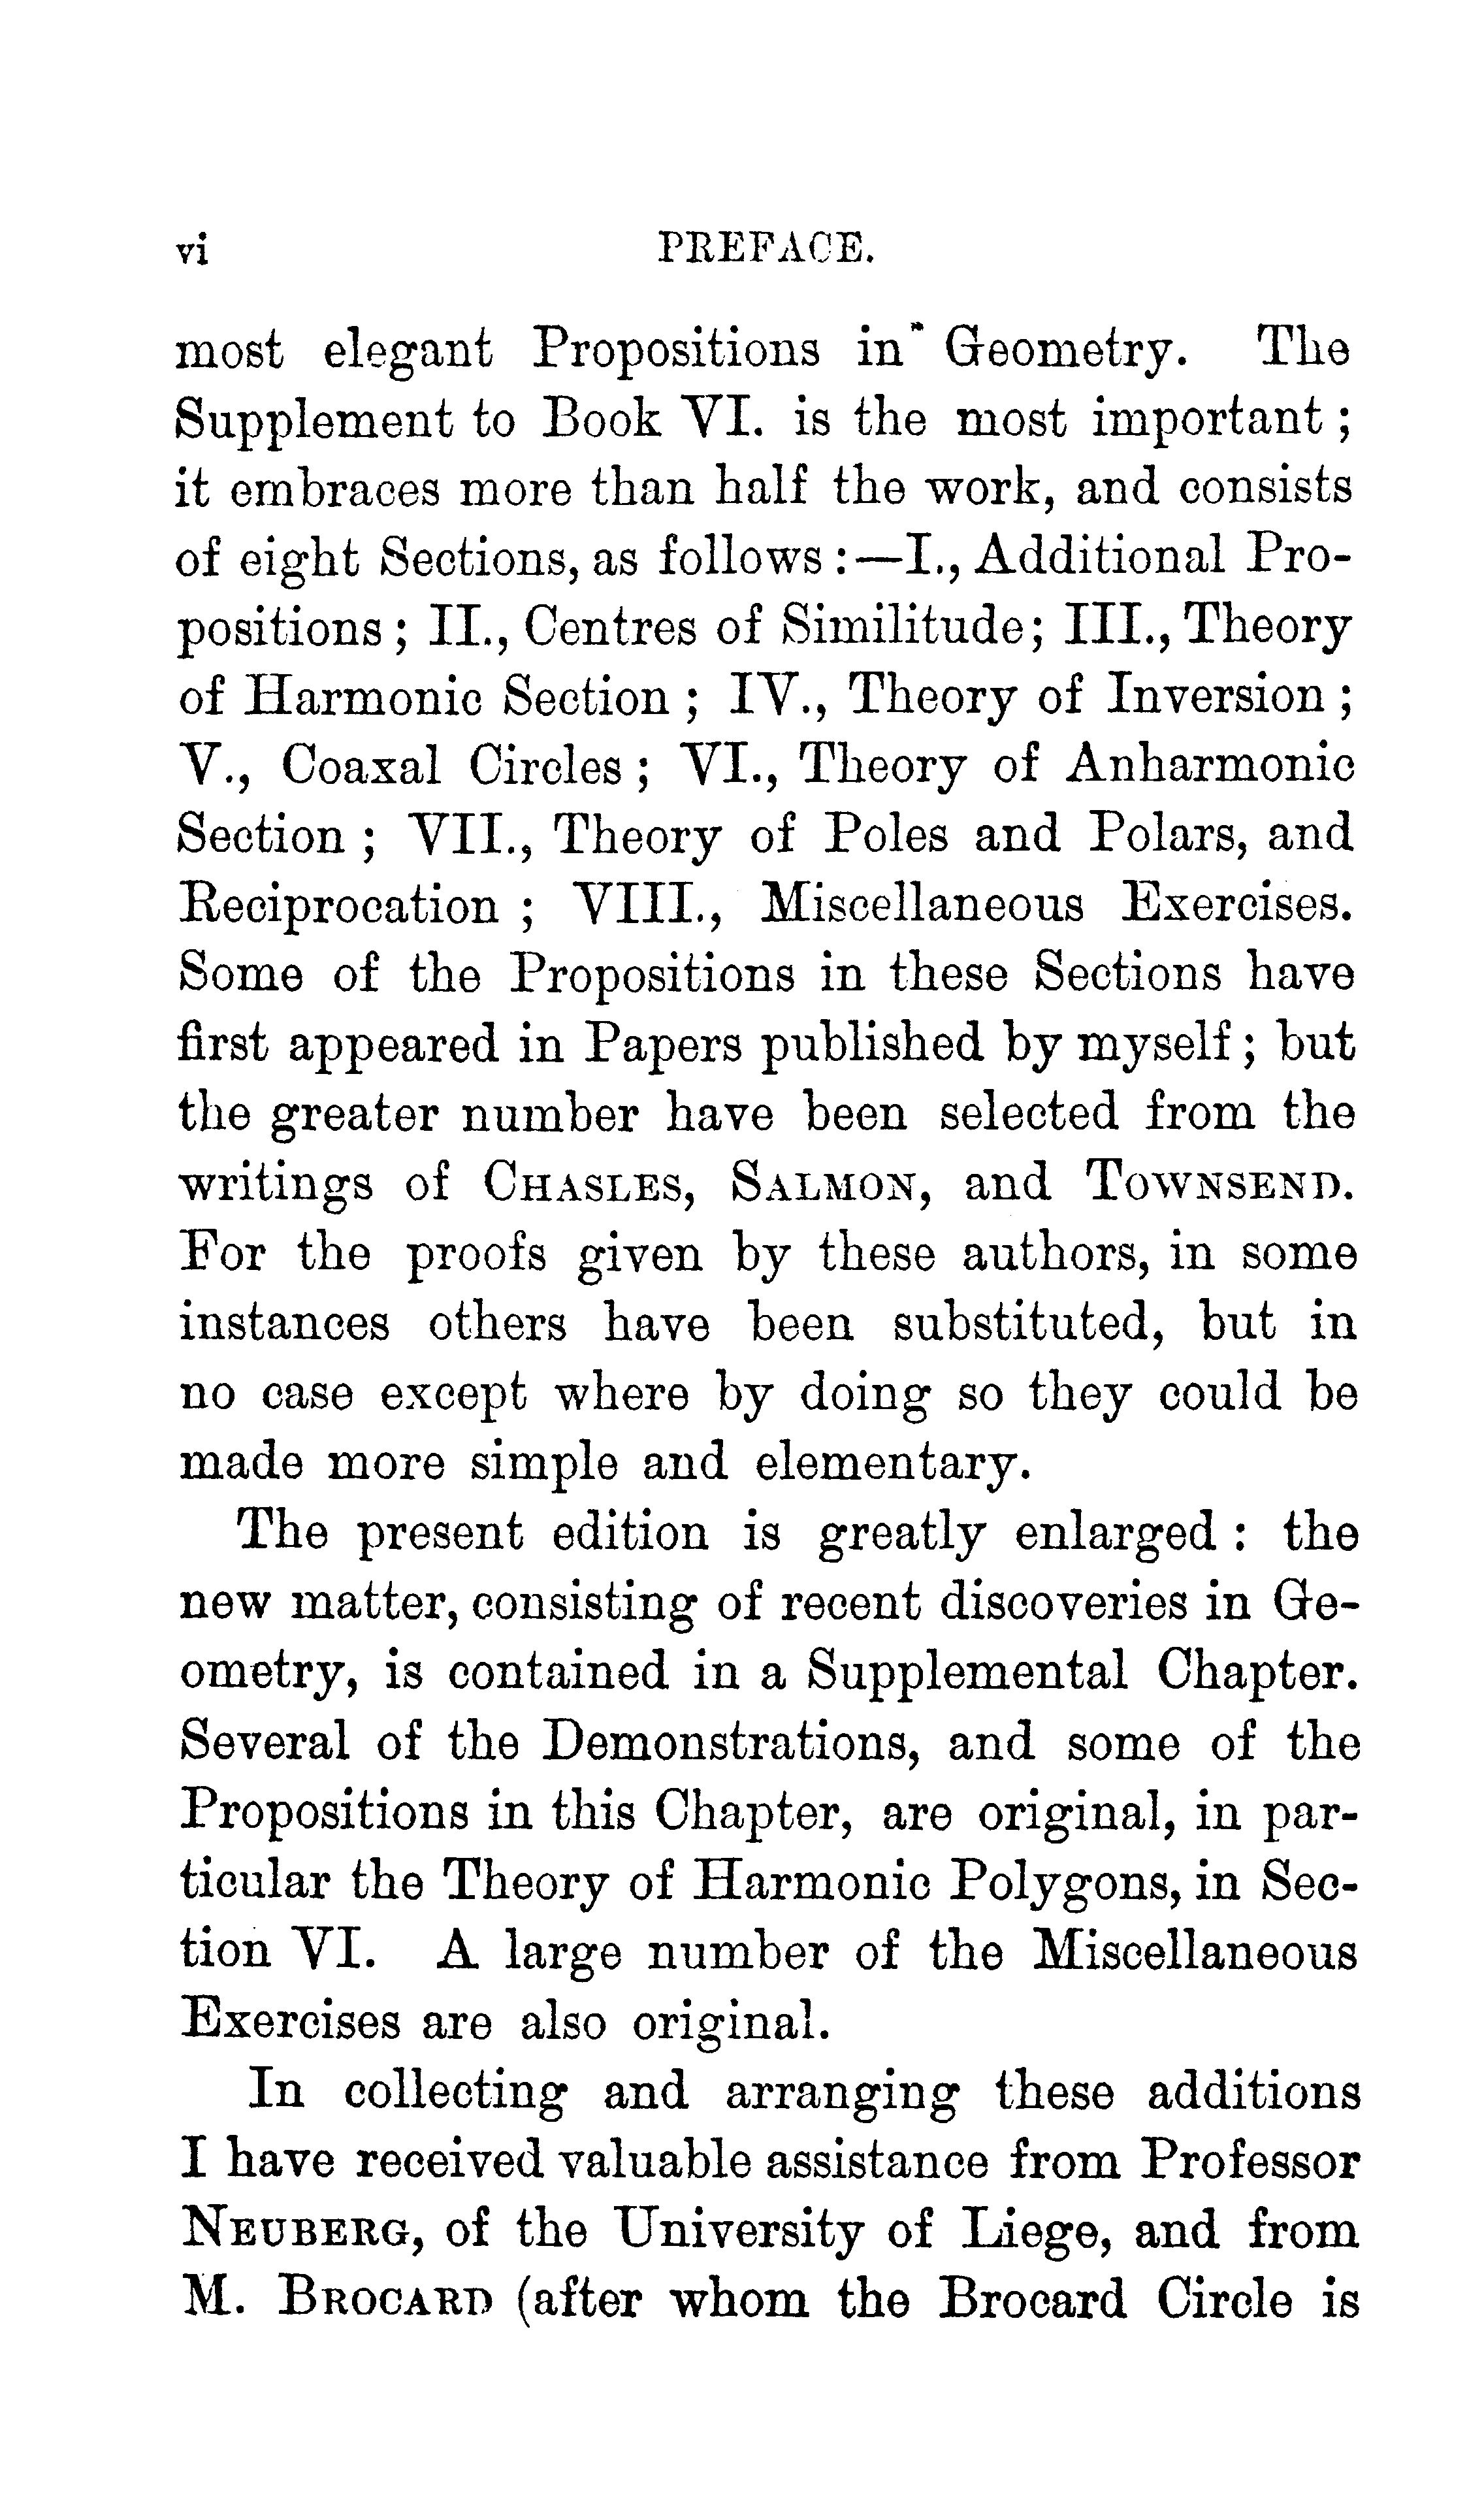 vi PREFACE.
most elegant Propositions in Geometry. The
Supplement to Book VI. is the most important ;
it embraces more than half the work, and consists
of eight Sections, as follows :—I., Additional Pro-
positions ; II., Centres of Similitude; III., Theory
of Harmonic Section ; IV., Theory of Inversion ;
V., Coaxal Circles ; VI., Theory of Anharmonic
Section ; VII., Theory of Poles and Polars, and
Reciprocation ; VIII., Miscellaneous Exercises.
Some of the Propositions in these Sections have
first appeared in Papers published by myself ; but
the greater number have been selected from the
writings of CHASLES, SALMON, and TOWNSEND.
For the proofs given by these authors, in some
instances others have been substituted, but in
no case except where by doing so they could be
made more simple and elementary.
The present edition is greatly enlarged : the
new matter, consisting of recent discoveries in Ge-
ometry, is contained in a Supplemental Chapter.
Several of the Demonstrations, and some of the
Propositions in this Chapter, are original, in par-
ticular the Theory of Harmonic Polygons, in Sec-
tion VI. A large number of the Miscellaneous
Exercises are also original.
In collecting and arranging these additions
I have received valuable assistance from Professor
NEUBERG, of the University of Liege, and from
M. BROCARD (after whom the Brocard Circle is